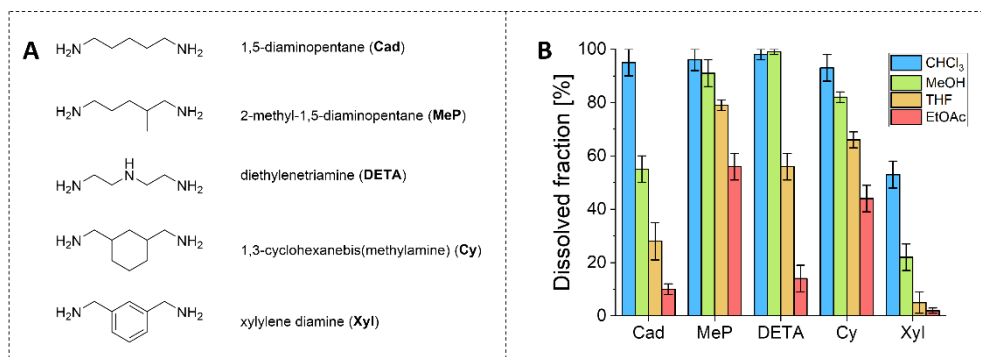 A
H₂N NH₂ 1,5-diaminopentane (Cad)
H₂N NH₂ 2-methyl-1,5-diaminopentane (MeP)
H
H₂N N NH₂ diethylenetriamine (DETA)
H₂N NH₂ 1,3-cyclohexanebis(methylamine) (Cy)
H₂N NH₂ xylylene diamine (Xyl)
B
Dissolved fraction [%]
100
80
60
40
20
0
Cad MeP DETA Cy Xyl
CHCl₃
MeOH
THF
EtOAc